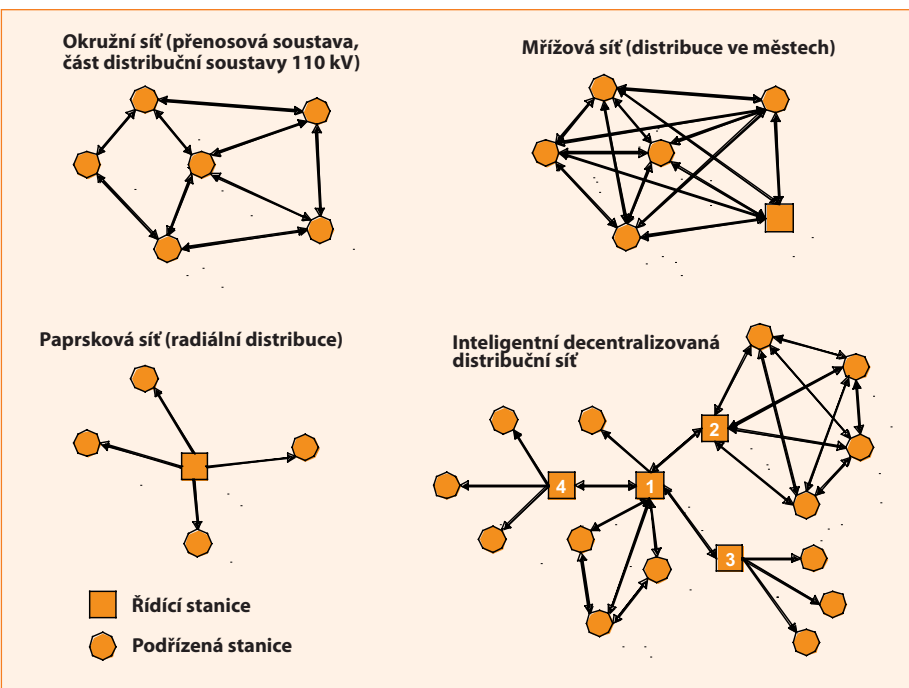 Okružní síť (přenosová soustava,
část distribuční soustavy 110 kV)
Mřížová síť (distribuce ve městech)
Paprsková síť (radiální distribuce)
Inteligentní decentralizovaná
distribuční síť
2
4
1
3
Řídící stanice
Podřízená stanice